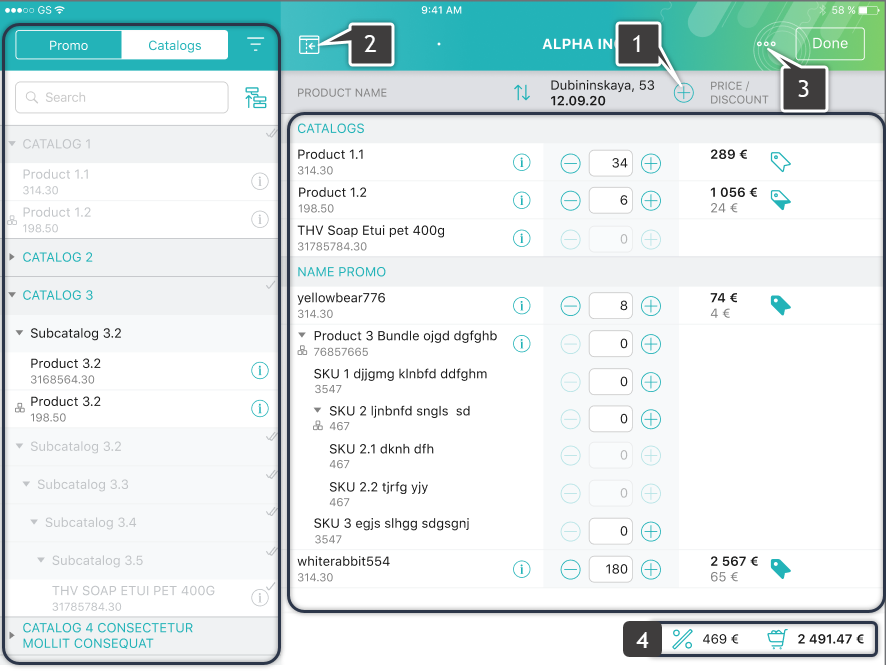 GS
9:41 AM
58 %
Promo
Catalogs
2
ALPHA IN
1
Done
3
Search
PRODUCT NAME
Dubininskaya, 53
12.09.20
PRICE /
DISCOUNT
CATALOG 1
Product 1.1
314.30
Product 1.2
198.50
CATALOG 2
CATALOG 3
Subcatalog 3.2
Product 3.2
3168564.30
Product 3.2
198.50
Subcatalog 3.2
Subcatalog 3.3
Subcatalog 3.4
Subcatalog 3.5
THV SOAP ETUI PET 400G
31785784.30
CATALOG 4 CONSECTETUR
MOLLIT CONSEQUAT
CATALOGS
Product 1.1
314.30
34
289 €
Product 1.2
198.50
6
1 056 €
24 €
THV Soap Etui pet 400g
31785784.30
0
NAME PROMO
yellowbear776
314.30
8
74 €
4 €
Product 3 Bundle ojgd dgfghb
76857665
0
SKU 1 djjgmg klnbfd ddfghm
3547
0
SKU 2 ljnbnfd sngls sd
467
0
SKU 2.1 dknh dfh
467
0
SKU 2.2 tjrfg yjy
467
0
SKU 3 egjs slhgg sdgsgnj
3547
0
whiterabbit554
314.30
180
2 567 €
65 €
4
469 €
2 491.47 €